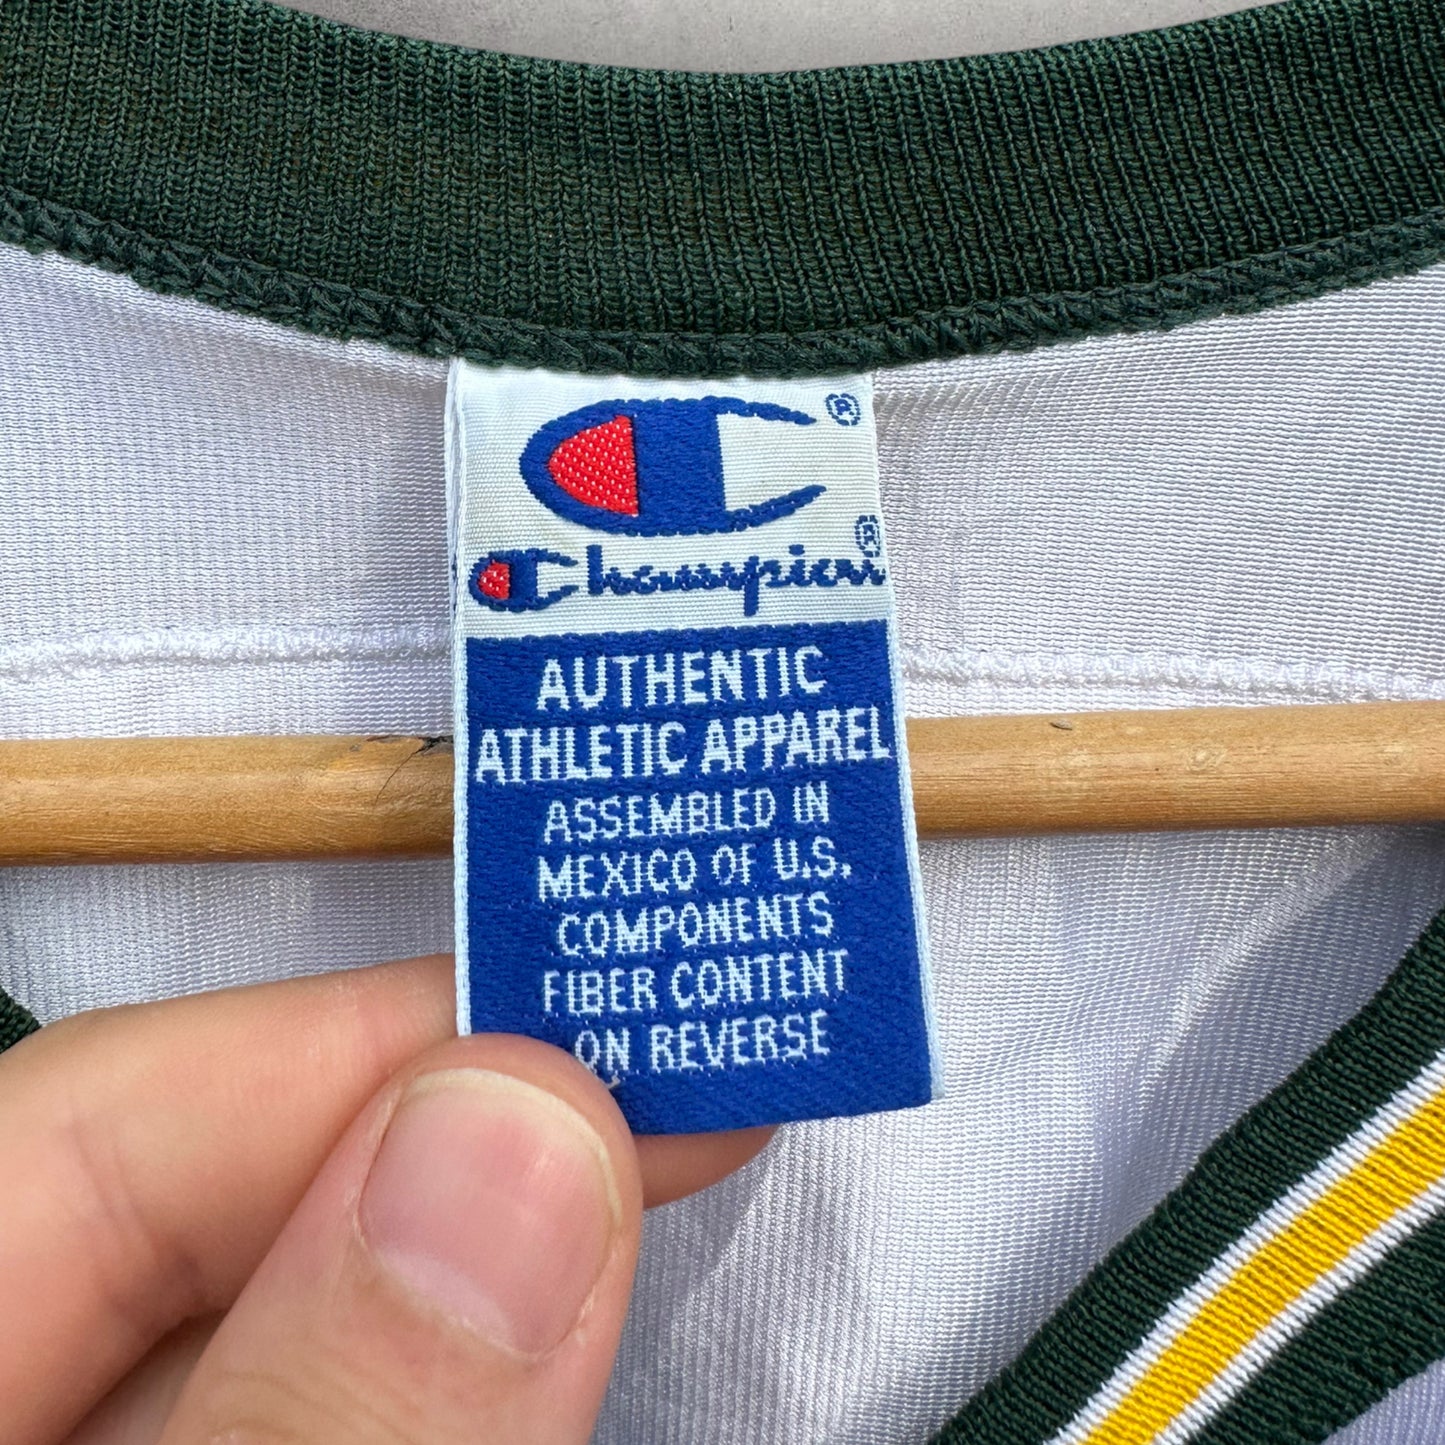 ®
Champion®
AUTHENTIC
ATHLETIC APPAREL
ASSEMBLED IN
MEXICO OF U.S.
COMPONENTS
FIBER CONTENT
ON REVERSE